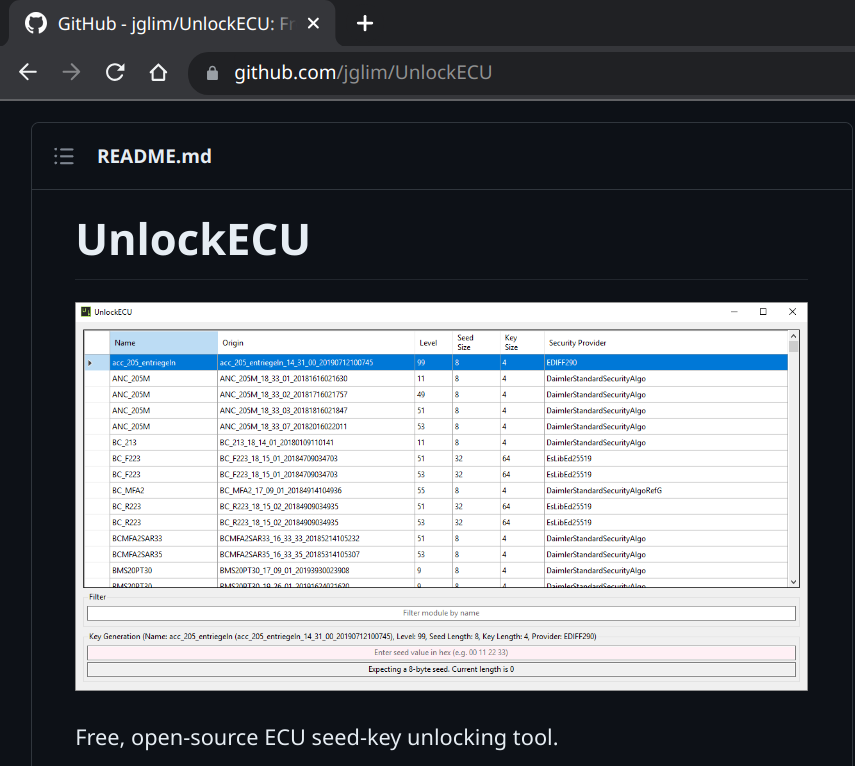 GitHub - jglim/UnlockECU: Fr
github.com/jglim/UnlockECU
README.md
UnlockECU
UnlockECU
Name Origin Level Seed Size Key Size Security Provider
acc_205_entriegeln acc_205_entriegeln_14_31_00_20190712100745 99 8 4 EDIFF290
ANC_205M ANC_205M_18_33_01_20181616021630 11 8 4 DaimlerStandardSecurityAlgo
ANC_205M ANC_205M_18_33_02_20181716021757 49 8 4 DaimlerStandardSecurityAlgo
ANC_205M ANC_205M_18_33_03_20181816021847 51 8 4 DaimlerStandardSecurityAlgo
ANC_205M ANC_205M_18_33_07_20182016022011 53 8 4 DaimlerStandardSecurityAlgo
BC_213 BC_213_18_14_01_20180109110141 11 8 4 DaimlerStandardSecurityAlgo
BC_F223 BC_F223_18_15_01_20184709034703 51 32 64 EsLibEd25519
BC_F223 BC_F223_18_15_01_20184709034703 53 32 64 EsLibEd25519
BC_MFA2 BC_MFA2_17_09_01_20184914104936 55 8 4 DaimlerStandardSecurityAlgoRefG
BC_R223 BC_R223_18_15_02_20184909034935 51 32 64 EsLibEd25519
BC_R223 BC_R223_18_15_02_20184909034935 53 32 64 EsLibEd25519
BCMFA2SAR33 BCMFA2SAR33_16_33_33_20185214105232 51 8 4 DaimlerStandardSecurityAlgo
BCMFA2SAR35 BCMFA2SAR35_16_33_35_20185314105307 53 8 4 DaimlerStandardSecurityAlgo
BMS20PT30 BMS20PT30_17_09_01_20193930023908 9 8 4 DaimlerStandardSecurityAlgo
BMS20PT30 BMS20PT30_19_26_01_20191624021620 9 8 4 DaimlerStandardSecurityAlgo
Filter
Filter module by name
Key Generation (Name: acc_205_entriegeln (acc_205_entriegeln_14_31_00_20190712100745), Level: 99, Seed Length: 8, Key Length: 4, Provider: EDIFF290)
Enter seed value in hex (e.g. 00 11 22 33)
Expecting a 8-byte seed. Current length is 0
Free, open-source ECU seed-key unlocking tool.